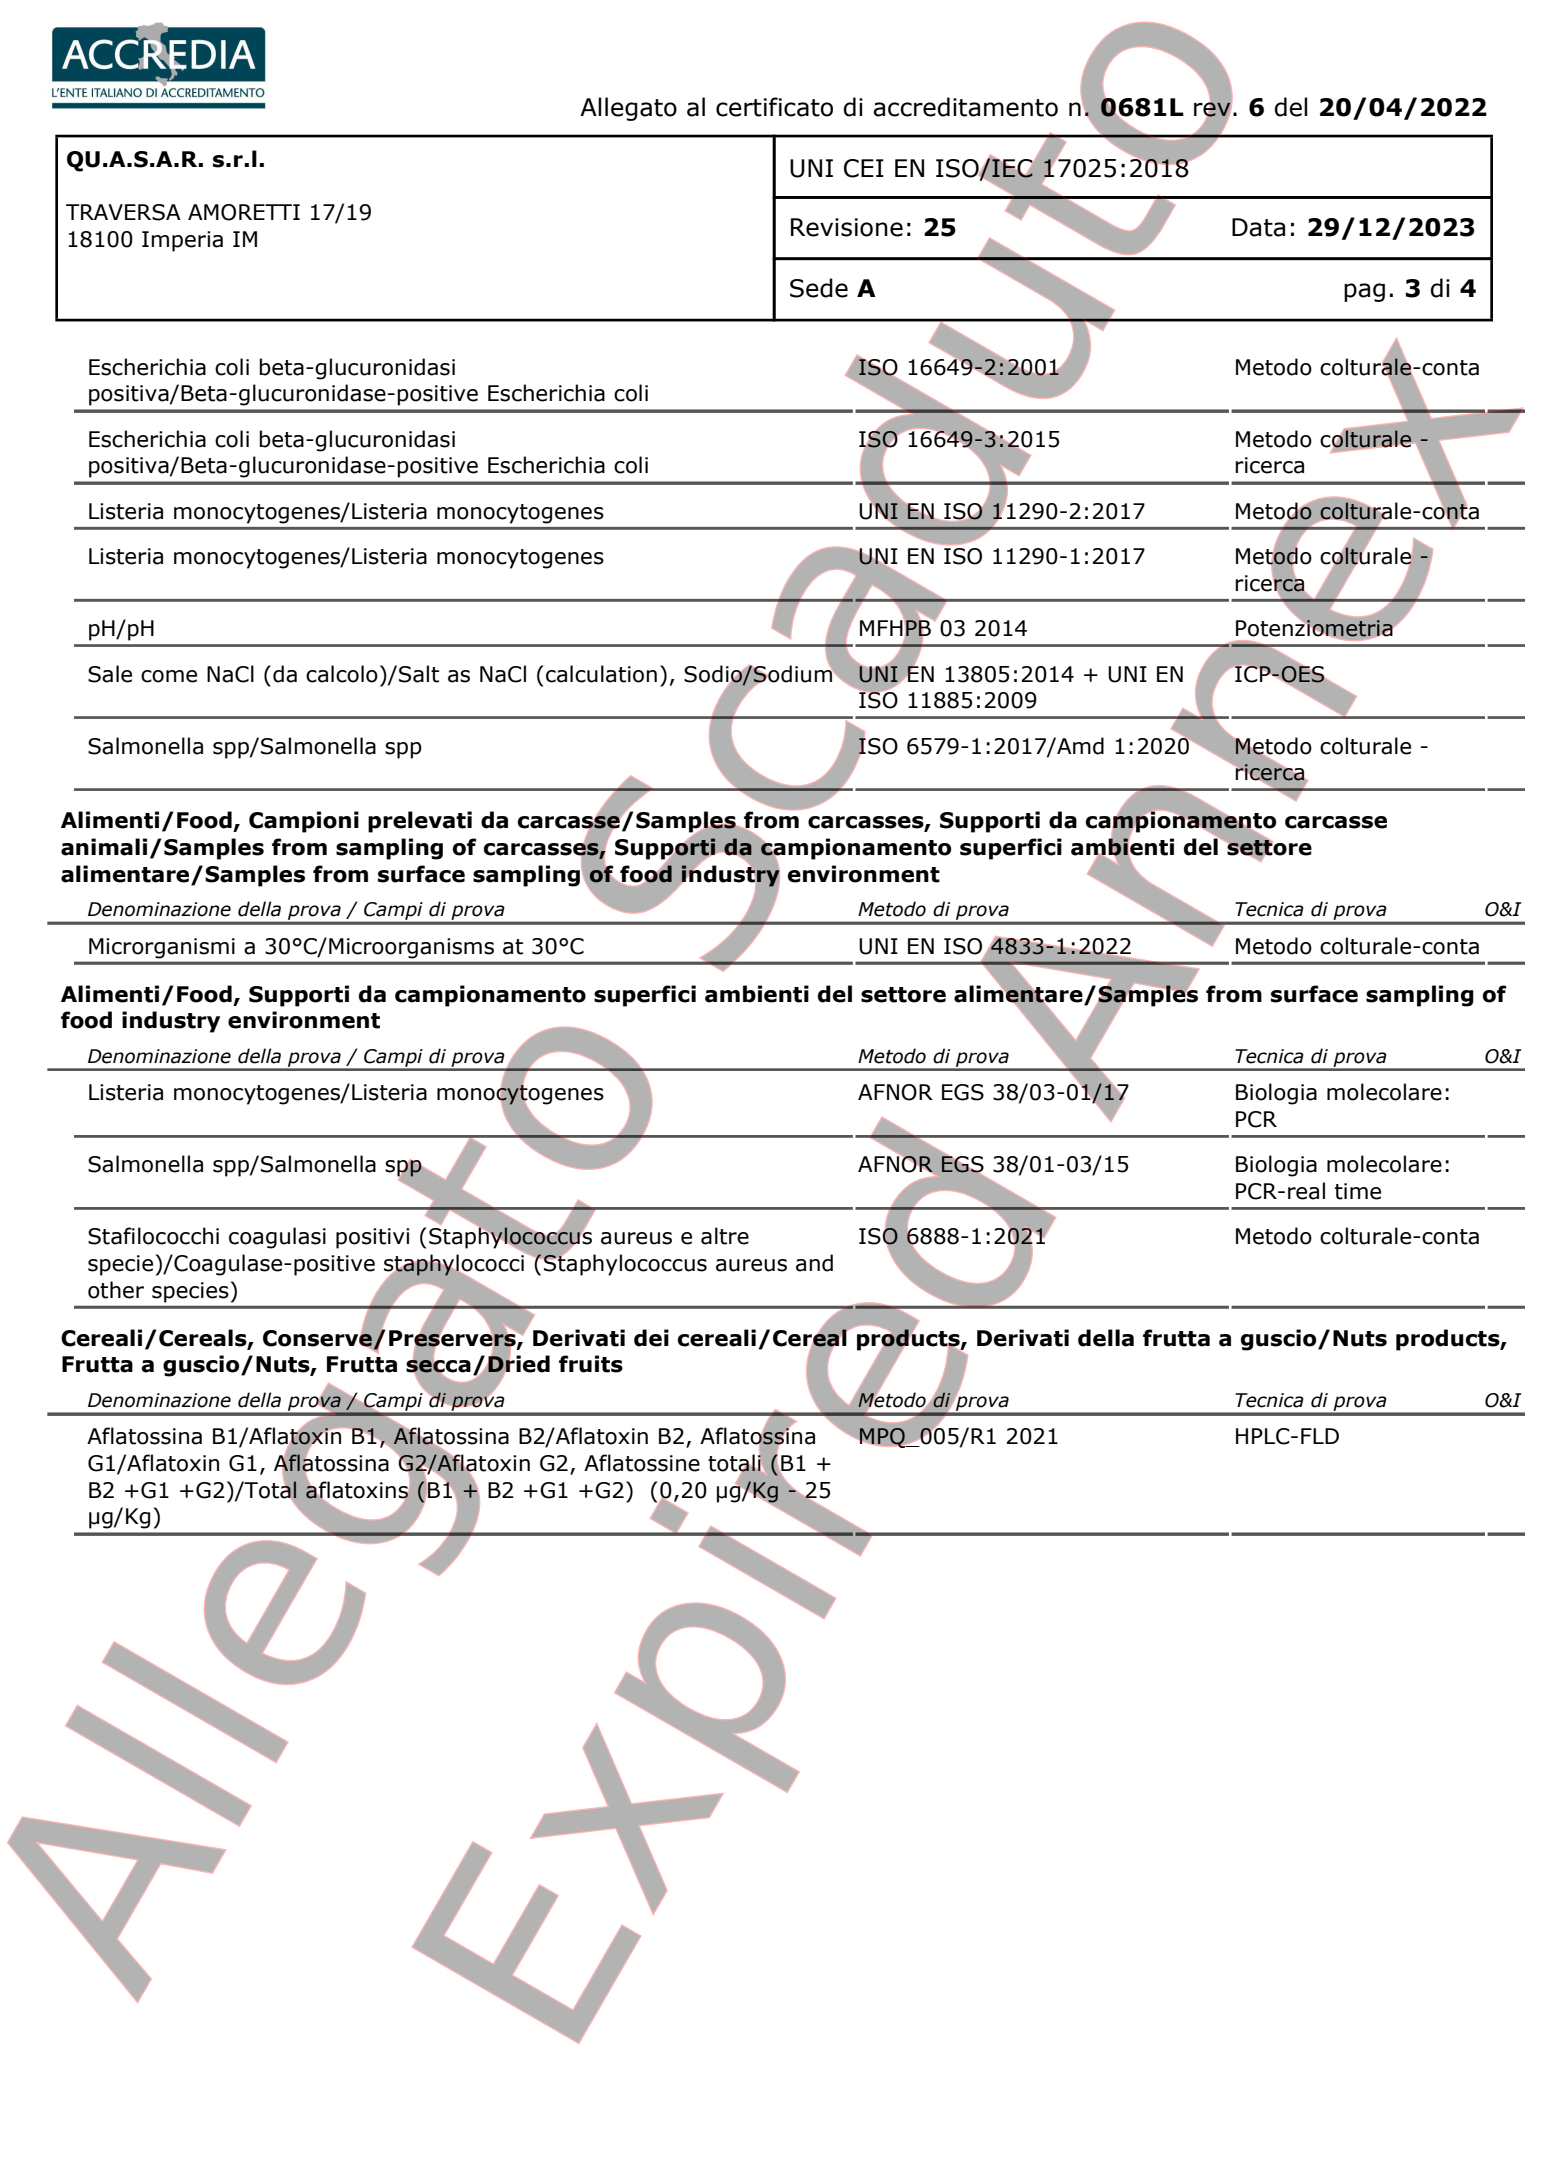 ACCREDIA
L'ENTE ITALIANO DI ACCREDITAMENTO
Allegato al certificato di accreditamento n. 0681L rev. 6 del 20/04/2022
QU.A.S.A.R. s.r.l.
TRAVERSA AMORETTI 17/19
18100 Imperia IM
UNI CEI EN ISO/IEC 17025:2018
Revisione: 25 Data: 29/12/2023
Sede A pag. 3 di 4
Escherichia coli beta-glucuronidasi ISO 16649-2:2001 Metodo colturale-conta
positiva/Beta-glucuronidase-positive Escherichia coli
Escherichia coli beta-glucuronidasi ISO 16649-3:2015 Metodo colturale -
positiva/Beta-glucuronidase-positive Escherichia coli ricerca
Listeria monocytogenes/Listeria monocytogenes UNI EN ISO 11290-2:2017 Metodo colturale-conta
Listeria monocytogenes/Listeria monocytogenes UNI EN ISO 11290-1:2017 Metodo colturale -
ricerca
pH/pH MFHPB 03 2014 Potenziometria
Sale come NaCl (da calcolo)/Salt as NaCl (calculation), Sodio/Sodium UNI EN 13805:2014 + UNI EN ICP-OES
ISO 11885:2009
Salmonella spp/Salmonella spp ISO 6579-1:2017/Amd 1:2020 Metodo colturale -
ricerca
Alimenti/Food, Campioni prelevati da carcasse/Samples from carcasses, Supporti da campionamento carcasse
animali/Samples from sampling of carcasses, Supporti da campionamento superfici ambienti del settore
alimentare/Samples from surface sampling of food industry environment
Denominazione della prova / Campi di prova Metodo di prova Tecnica di prova O&I
Microrganismi a 30°C/Microorganisms at 30°C UNI EN ISO 4833-1:2022 Metodo colturale-conta
Alimenti/Food, Supporti da campionamento superfici ambienti del settore alimentare/Samples from surface sampling of
food industry environment
Denominazione della prova / Campi di prova Metodo di prova Tecnica di prova O&I
Listeria monocytogenes/Listeria monocytogenes AFNOR EGS 38/03-01/17 Biologia molecolare:
PCR
Salmonella spp/Salmonella spp AFNOR EGS 38/01-03/15 Biologia molecolare:
PCR-real time
Stafilococchi coagulasi positivi (Staphylococcus aureus e altre ISO 6888-1:2021 Metodo colturale-conta
specie)/Coagulase-positive staphylococci (Staphylococcus aureus and
other species)
Cereali/Cereals, Conserve/Preservers, Derivati dei cereali/Cereal products, Derivati della frutta a guscio/Nuts products,
Frutta a guscio/Nuts, Frutta secca/Dried fruits
Denominazione della prova / Campi di prova Metodo di prova Tecnica di prova O&I
Aflatossina B1/Aflatoxin B1, Aflatossina B2/Aflatoxin B2, Aflatossina MPQ_005/R1 2021 HPLC-FLD
G1/Aflatoxin G1, Aflatossina G2/Aflatoxin G2, Aflatossine totali (B1 +
B2 +G1 +G2)/Total aflatoxins (B1 + B2 +G1 +G2) (0,20 µg/Kg - 25
µg/Kg)
Allegato Scaduto
Expired Annex